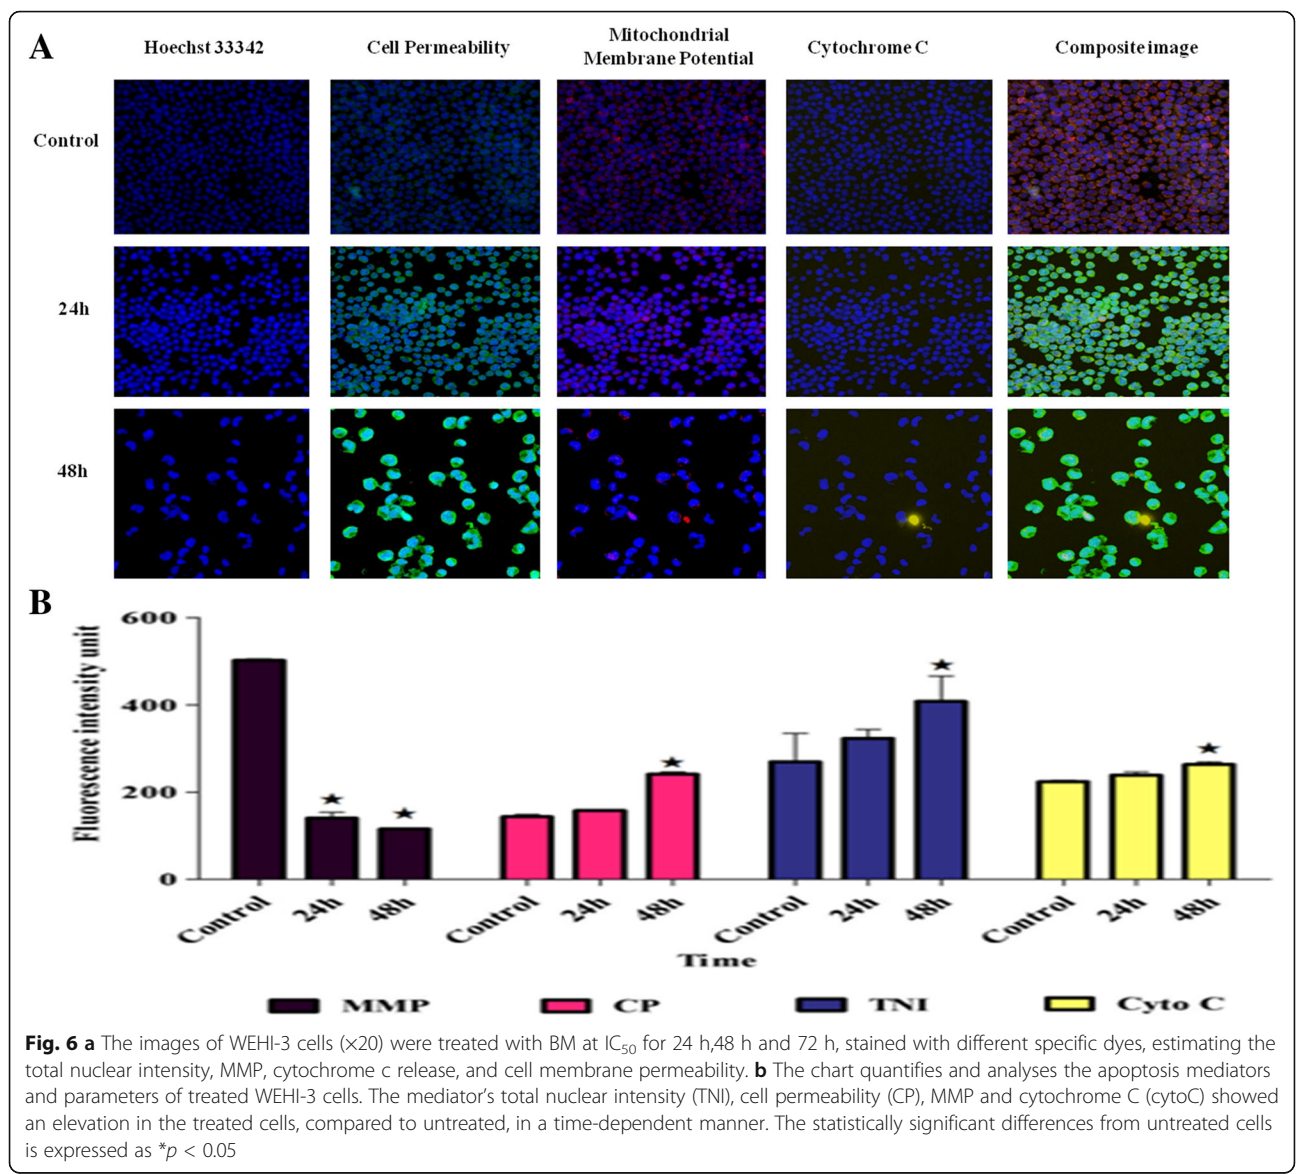 A
Hoechst 33342
Cell Permeability
Mitochondrial
Membrane Potential
Cytochrome C
Composite image
Control
24h
48h
B
Fluorescence intensity unit
600
400
200
0
★
★
★
★
★
Control
24h
48h
Control
24h
48h
Control
24h
48h
Control
24h
48h
Time
MMP
CP
TNI
Cyto C
Fig. 6 a The images of WEHI-3 cells (×20) were treated with BM at IC50 for 24 h,48 h and 72 h, stained with different specific dyes, estimating the
total nuclear intensity, MMP, cytochrome c release, and cell membrane permeability. b The chart quantifies and analyses the apoptosis mediators
and parameters of treated WEHI-3 cells. The mediator's total nuclear intensity (TNI), cell permeability (CP), MMP and cytochrome C (cytoC) showed
an elevation in the treated cells, compared to untreated, in a time-dependent manner. The statistically significant differences from untreated cells
is expressed as *p < 0.05